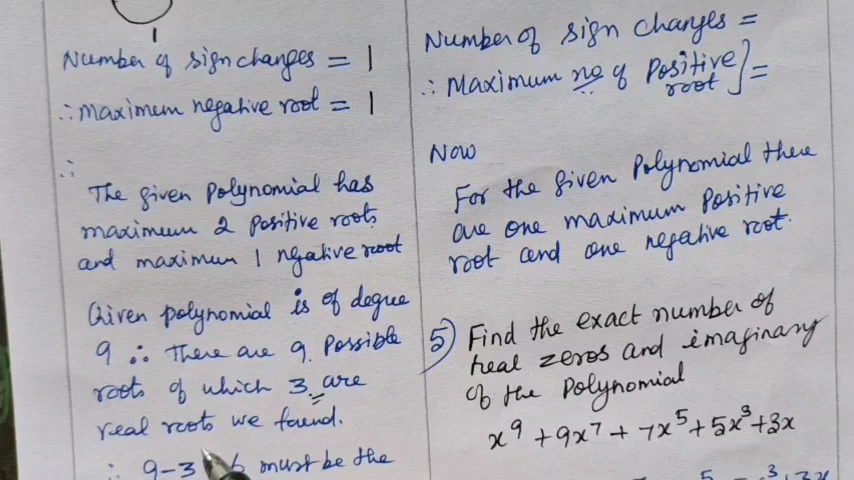 1
Number of sign changes = 1
∴ Maximum negative root = 1
∴
The given polynomial has
maximum 2 positive roots
and maximum 1 negative root
Given polynomial is of degree
9 ∴ There are 9 Possible
roots of which 3 are
real roots we found.
∴ 9-3 6 must be the
Number of sign changes =
∴ Maximum no of Positive root } =
Now
For the given Polynomial there
are one maximum Positive
root and one negative root.
5) Find the exact number of
real zeros and imaginary
of the Polynomial
x⁹ + 9x⁷ + 7x⁵ + 5x³ + 3x